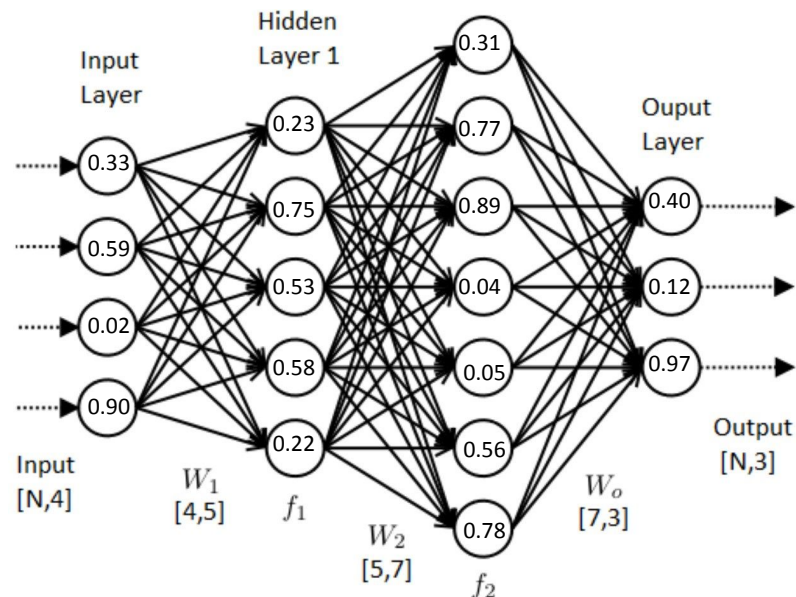 Input
Layer
Hidden
Layer 1
Ouput
Layer
0.33
0.59
0.02
0.90
0.23
0.75
0.53
0.58
0.22
0.31
0.77
0.89
0.04
0.05
0.56
0.78
0.40
0.12
0.97
Input
[N,4]
W₁
[4,5]
f₁
W₂
[5,7]
f₂
Wₒ
[7,3]
Output
[N,3]